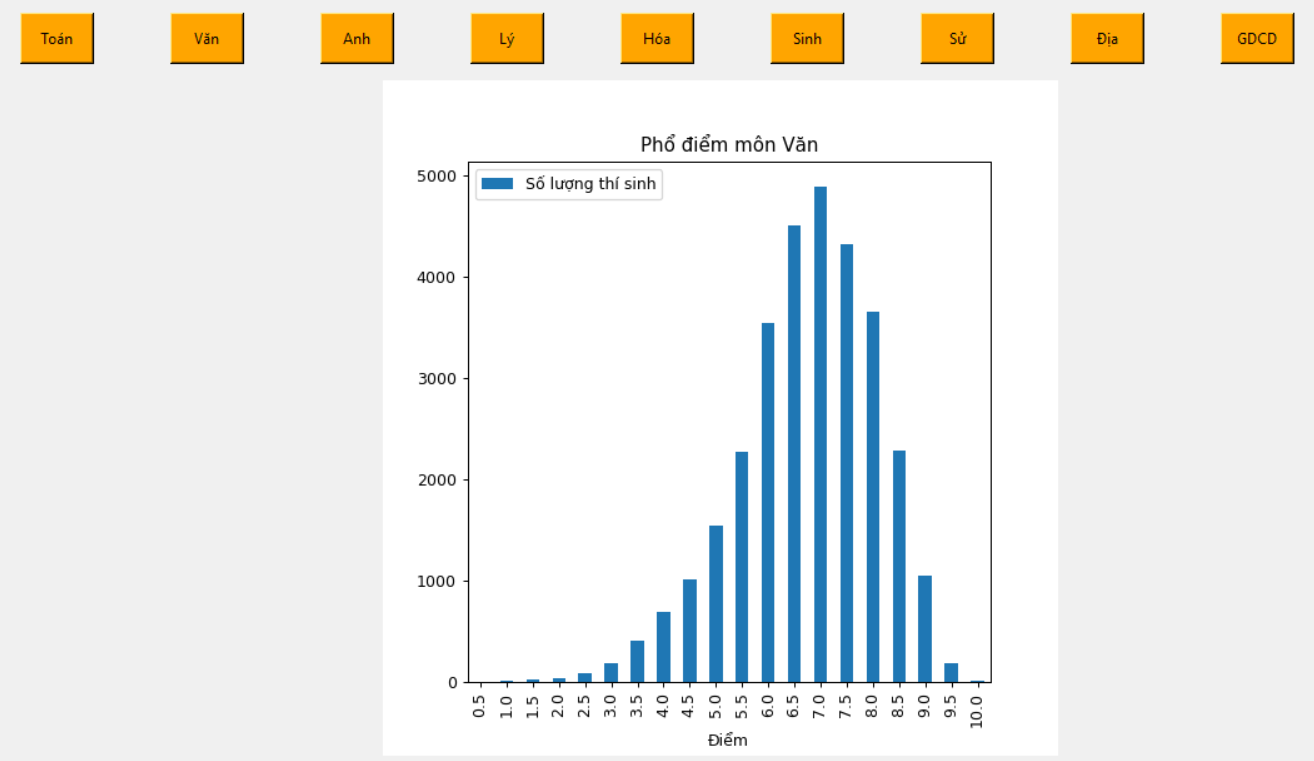 Toán Văn Anh Lý Hóa Sinh Sử Địa GDCD
Phổ điểm môn Văn
Số lượng thí sinh
5000
4000
3000
2000
1000
0
0.5 1.0 1.5 2.0 2.5 3.0 3.5 4.0 4.5 5.0 5.5 6.0 6.5 7.0 7.5 8.0 8.5 9.0 9.5 10.0
Điểm